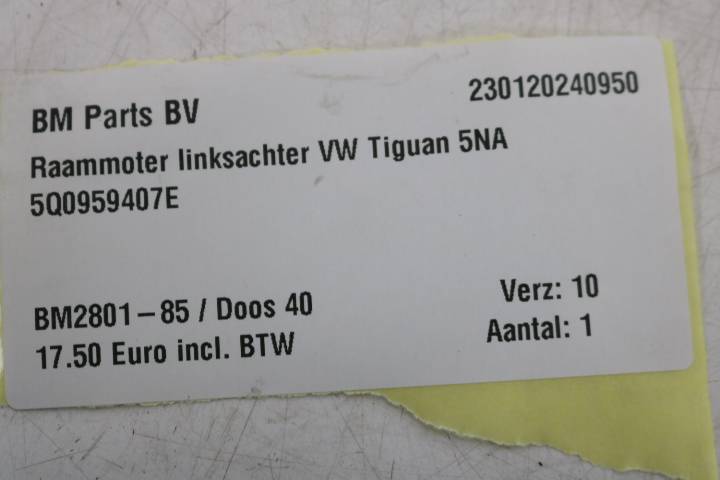 BM Parts BV 230120240950
Raammoter linksachter VW Tiguan 5NA
5Q0959407E
BM2801-85 / Doos 40 Verz: 10
17.50 Euro incl. BTW Aantal: 1